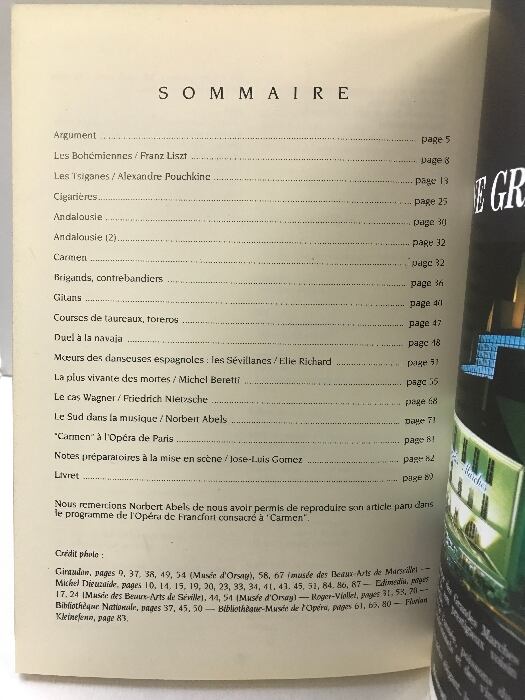 SOMMAIRE
Argument page 5
Les Bohémiennes / Franz Liszt page 8
Les Tsiganes / Alexandre Pouchkine page 13
Cigarières page 25
Andalousie page 30
Andalousie (2) page 32
Carmen page 32
Brigands, contrebandiers page 36
Gitans page 40
Courses de taureaux, toreros page 47
Duel à la navaja page 48
Mœurs des danseuses espagnoles : les Sévillanes / Elie Richard page 51
La plus vivante des mortes / Michel Beretti page 55
Le cas Wagner / Friedrich Nietzsche page 68
Le Sud dans la musique / Norbert Abels page 71
"Carmen" à l'Opéra de Paris page 81
Notes préparatoires à la mise en scène / José-Luis Gomez page 82
Livret page 89
Nous remercions Norbert Abels de nous avoir permis de reproduire son article paru dans
le programme de l'Opéra de Francfort consacré à "Carmen".
Crédit photo :
Giraudon, pages 9, 37, 38, 49, 54 (Musée d'Orsay), 58, 67 (musée des Beaux-Arts de Marseille) —
Michel Dieuzaide, pages 10, 14, 15, 19, 20, 23, 33, 34, 41, 43, 45, 51, 84, 86, 87 — Edimedia, pages
17, 24 (Musée des Beaux-Arts de Séville), 44, 54 (Musée d'Orsay) — Roger-Viollet, pages 31, 53, 70 —
Bibliothèque Nationale, pages 37, 45, 50 — Bibliothèque-Musée de l'Opéra, pages 61, 65, 80 — Florian
Kleinefenn, page 83.
NE GR